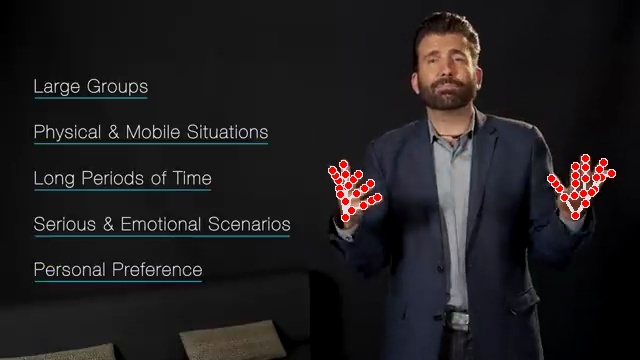 Large Groups
Physical & Mobile Situations
Long Periods of Time
Serious & Emotional Scenarios
Personal Preference